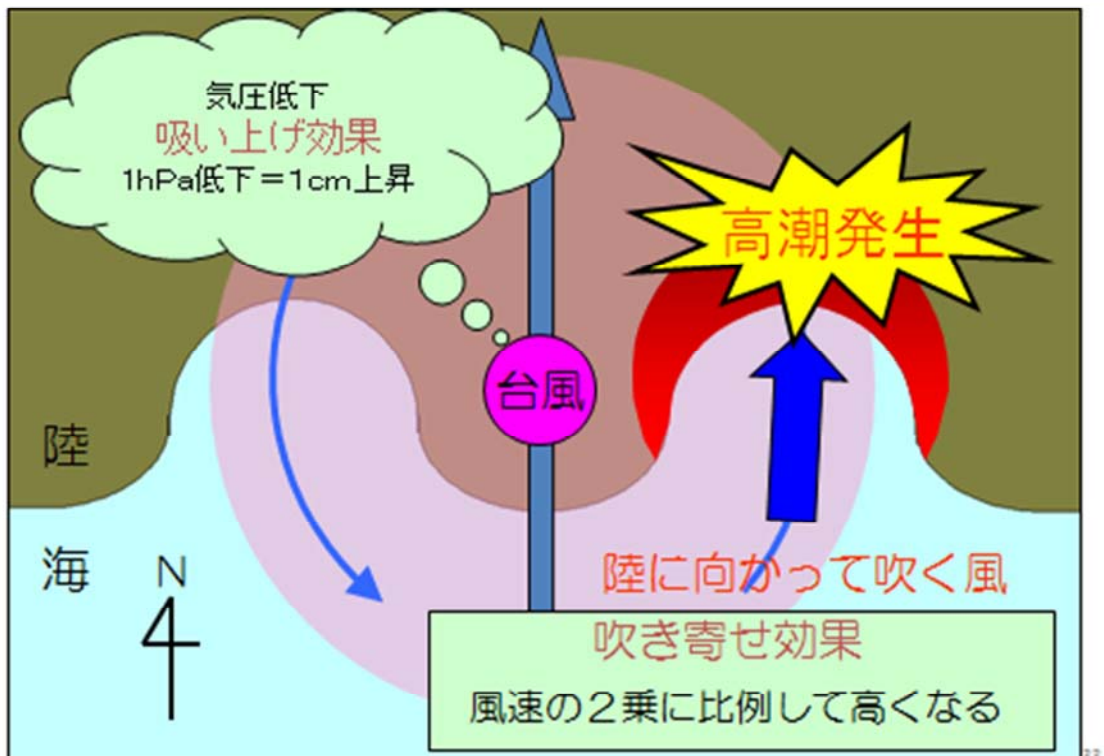 気圧低下
吸い上げ効果
1hPa低下＝1cm上昇
高潮発生
台風
陸
海
N
陸に向かって吹く風
吹き寄せ効果
風速の２乗に比例して高くなる
22